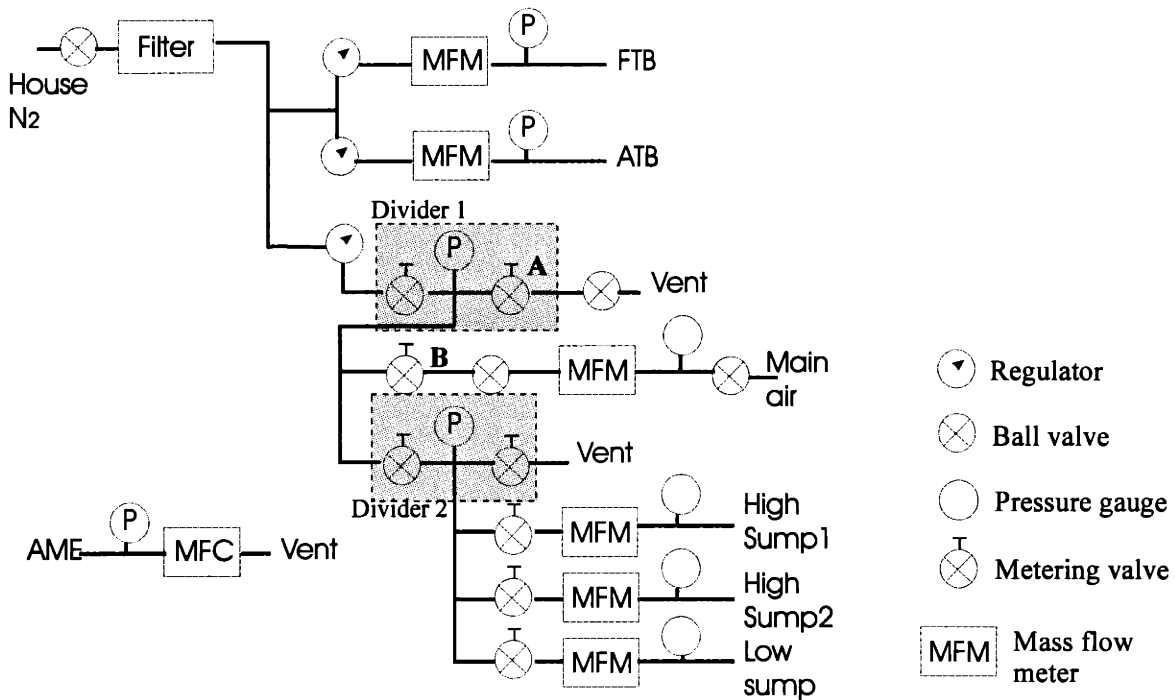 P
Filter
MFM
FTB
House
N2
P
MFM
ATB
Divider 1
P
A
Vent
B
MFM
Main
air
P
Vent
Divider 2
High
Sump1
MFM
High
Sump2
MFM
Low
sump
MFM
P
AME
MFC
Vent
Regulator
Ball valve
Pressure gauge
Metering valve
MFM
Mass flow
meter